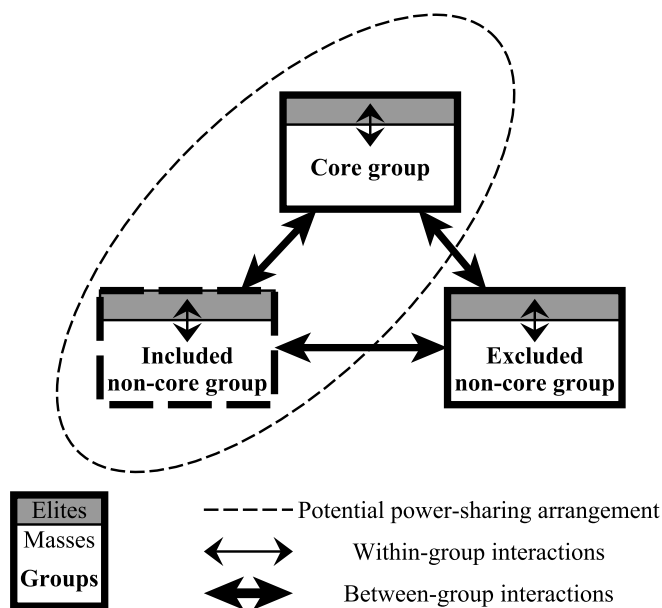 Core group
Included
non-core group
Excluded
non-core group
Elites
Masses
Groups
Potential power-sharing arrangement
Within-group interactions
Between-group interactions